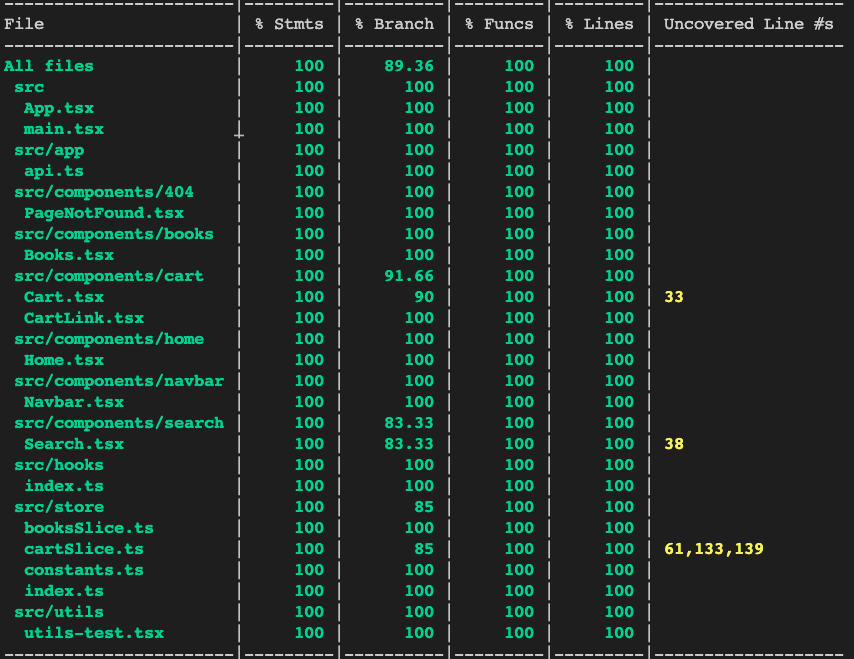 File | % Stmts | % Branch | % Funcs | % Lines | Uncovered Line #s
All files | 100 | 89.36 | 100 | 100 |
src | 100 | 100 | 100 | 100 |
App.tsx | 100 | 100 | 100 | 100 |
main.tsx | 100 | 100 | 100 | 100 |
src/app | 100 | 100 | 100 | 100 |
api.ts | 100 | 100 | 100 | 100 |
src/components/404 | 100 | 100 | 100 | 100 |
PageNotFound.tsx | 100 | 100 | 100 | 100 |
src/components/books | 100 | 100 | 100 | 100 |
Books.tsx | 100 | 100 | 100 | 100 |
src/components/cart | 100 | 91.66 | 100 | 100 |
Cart.tsx | 100 | 90 | 100 | 100 | 33
CartLink.tsx | 100 | 100 | 100 | 100 |
src/components/home | 100 | 100 | 100 | 100 |
Home.tsx | 100 | 100 | 100 | 100 |
src/components/navbar | 100 | 100 | 100 | 100 |
Navbar.tsx | 100 | 100 | 100 | 100 |
src/components/search | 100 | 83.33 | 100 | 100 |
Search.tsx | 100 | 83.33 | 100 | 100 | 38
src/hooks | 100 | 100 | 100 | 100 |
index.ts | 100 | 100 | 100 | 100 |
src/store | 100 | 85 | 100 | 100 |
booksSlice.ts | 100 | 100 | 100 | 100 |
cartSlice.ts | 100 | 85 | 100 | 100 | 61,133,139
constants.ts | 100 | 100 | 100 | 100 |
index.ts | 100 | 100 | 100 | 100 |
src/utils | 100 | 100 | 100 | 100 |
utils-test.tsx | 100 | 100 | 100 | 100 |